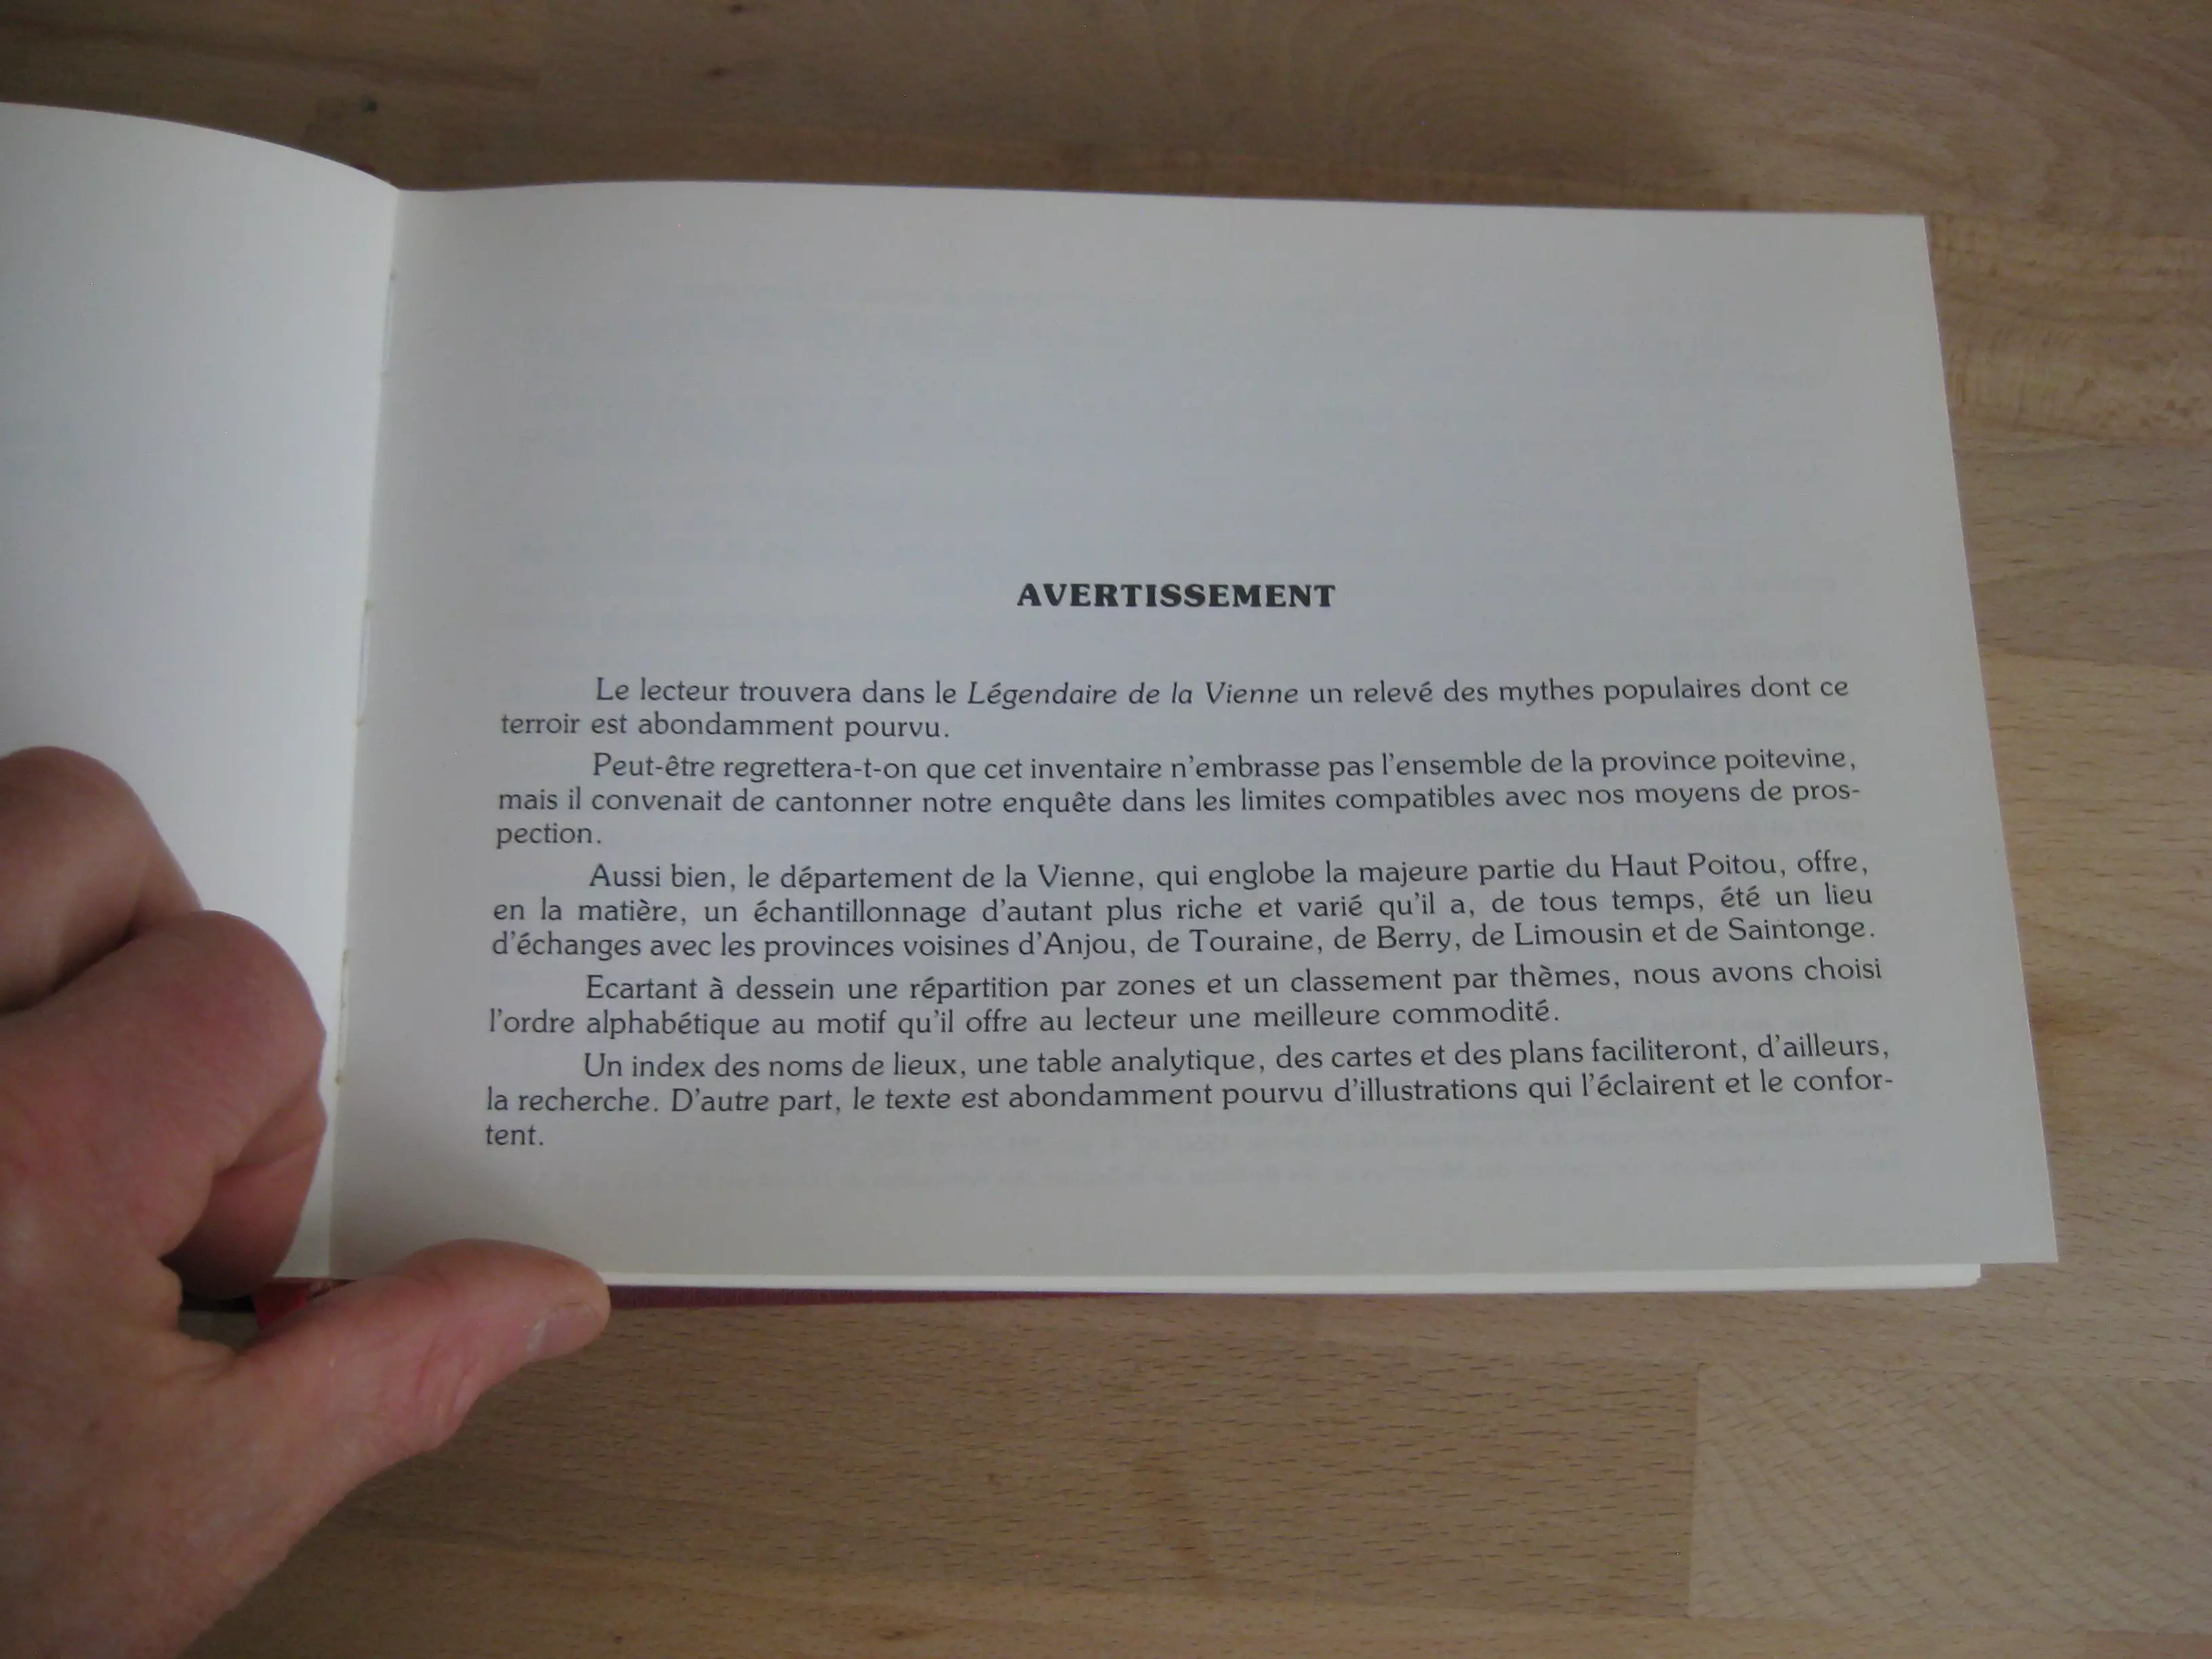 AVERTISSEMENT
Le lecteur trouvera dans le Légendaire de la Vienne un relevé des mythes populaires dont ce
terroir est abondamment pourvu.
Peut-être regrettera-t-on que cet inventaire n'embrasse pas l'ensemble de la province poitevine,
mais il convenait de cantonner notre enquête dans les limites compatibles avec nos moyens de pros-
pection.
Aussi bien, le département de la Vienne, qui englobe la majeure partie du Haut Poitou, offre,
en la matière, un échantillonnage d'autant plus riche et varié qu'il a, de tous temps, été un lieu
d'échanges avec les provinces voisines d'Anjou, de Touraine, de Berry, de Limousin et de Saintonge.
Ecartant à dessein une répartition par zones et un classement par thèmes, nous avons choisi
l'ordre alphabétique au motif qu'il offre au lecteur une meilleure commodité.
Un index des noms de lieux, une table analytique, des cartes et des plans faciliteront, d'ailleurs,
la recherche. D'autre part, le texte est abondamment pourvu d'illustrations qui l'éclairent et le confor-
tent.